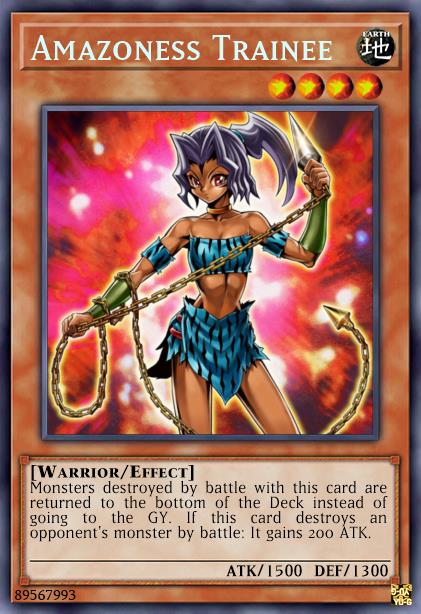 AMAZONESS TRAINEE
EARTH
地
[WARRIOR/EFFECT]
Monsters destroyed by battle with this card are
returned to the bottom of the Deck instead of
going to the GY. If this card destroys an
opponent's monster by battle: It gains 200 ATK.
ATK/1500 DEF/1300
89567993